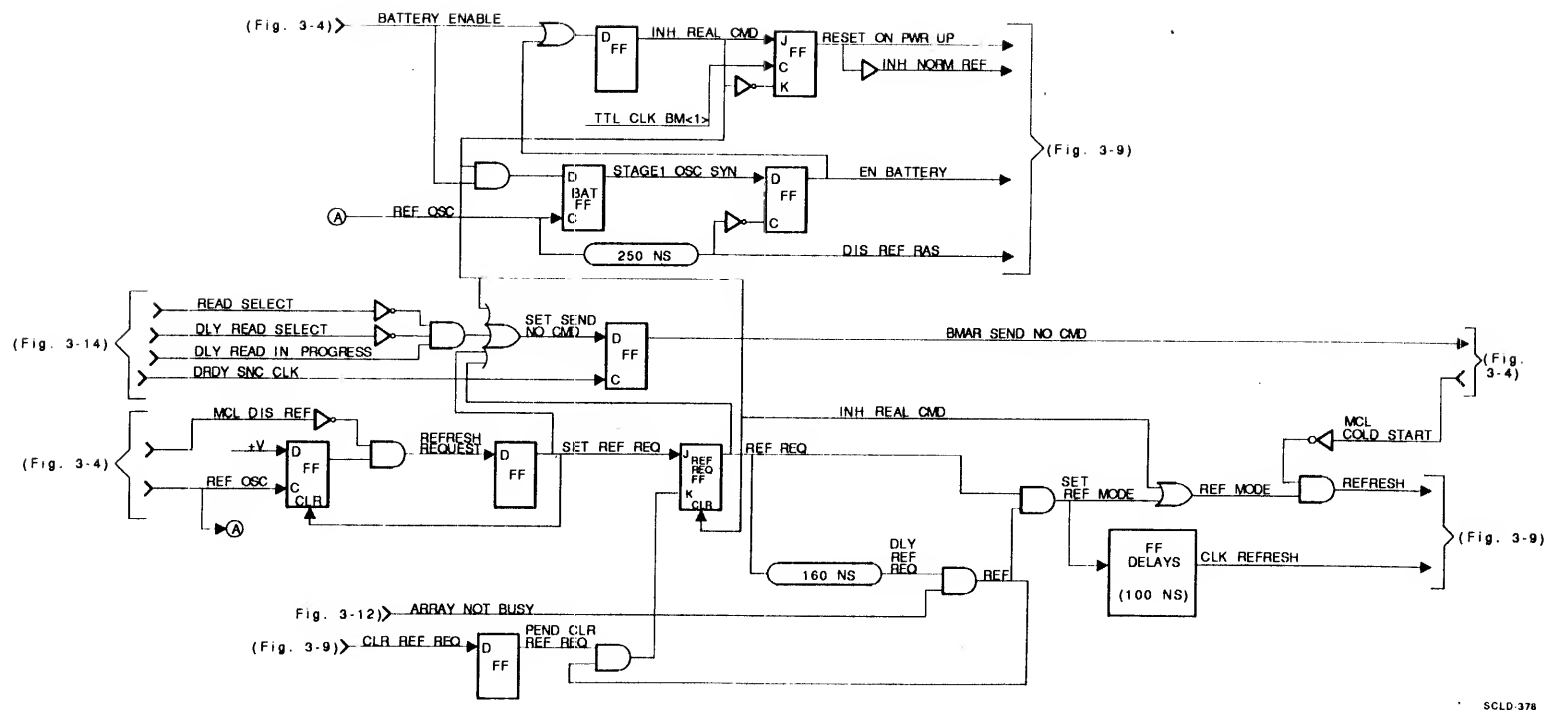 (Fig. 3-4)
BATTERY ENABLE
D
FF
INH REAL CMD
J
FF
C
K
RESET ON PWR UP
INH NORM REF
TTL CLK BM<1>
(Fig. 3-9)
D
BAT
FF
C
STAGE1 OSC SYN
D
FF
C
EN BATTERY
A
REF OSC
250 NS
DIS REF RAS
(Fig. 3-14)
READ SELECT
DLY READ SELECT
DLY READ IN PROGRESS
DRDY SNC CLK
SET SEND
NO CMD
D
FF
C
BMAR SEND NO CMD
(Fig.
3-4)
(Fig. 3-4)
MCL DIS REF
+V
REF OSC
A
D
FF
C
CLR
REFRESH
REQUEST
D
FF
SET REF REQ
J
REF
REQ
FF
K
CLR
REF REQ
INH REAL CMD
MCL
COLD START
SET
REF MODE
REF MODE
REFRESH
FF
DELAYS
(100 NS)
CLK REFRESH
(Fig. 3-9)
160 NS
DLY
REF
REQ
REF
Fig. 3-12)
ARRAY NOT BUSY
(Fig. 3-9)
CLR REF REQ
D
FF
PEND CLR
REF REQ
SCLD-378